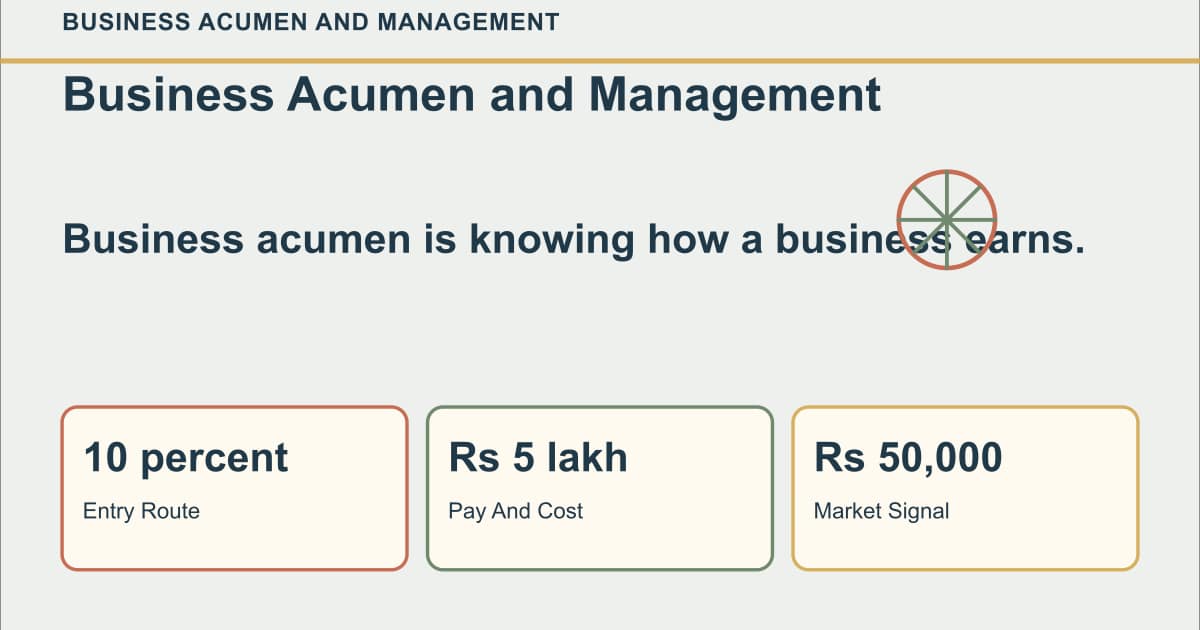 BUSINESS ACUMEN AND MANAGEMENT
Business Acumen and Management
Business acumen is knowing how a business earns.
10 percent
Entry Route
Rs 5 lakh
Pay And Cost
Rs 50,000
Market Signal